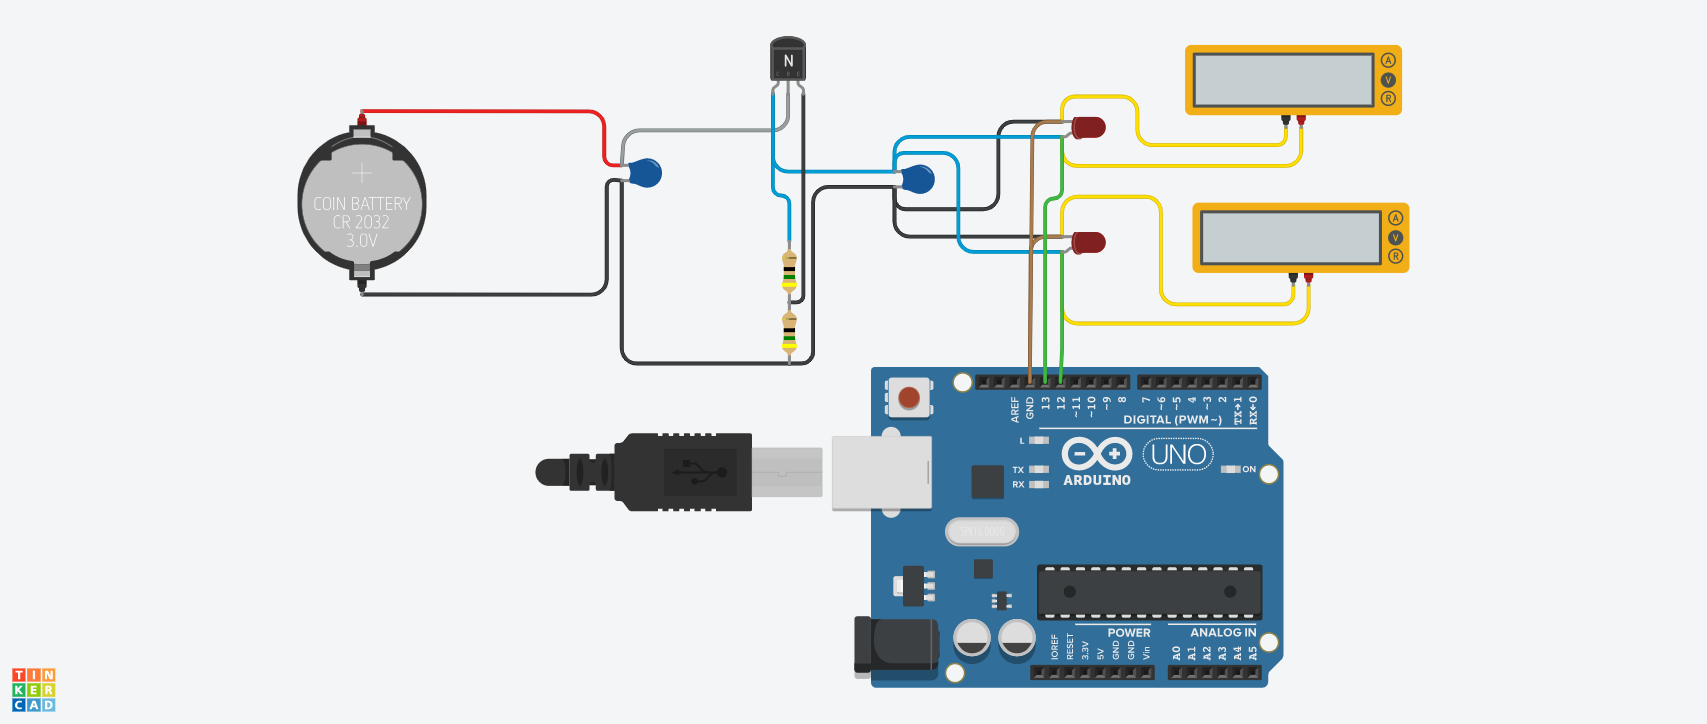 N
A
V
R
COIN BATTERY
CR 2032
3.0V
A
V
R
AREF
GND
13
12
~11
~10
~9
8
7
~6
~5
4
~3
2
TX→1
RX←0
DIGITAL (PWM~)
L
TX
RX
UNO
ON
ARDUINO
IOREF
RESET
3.3V
5V
GND
GND
Vin
POWER
ANALOG IN
A0
A1
A2
A3
A4
A5
TIN
KER
CAD